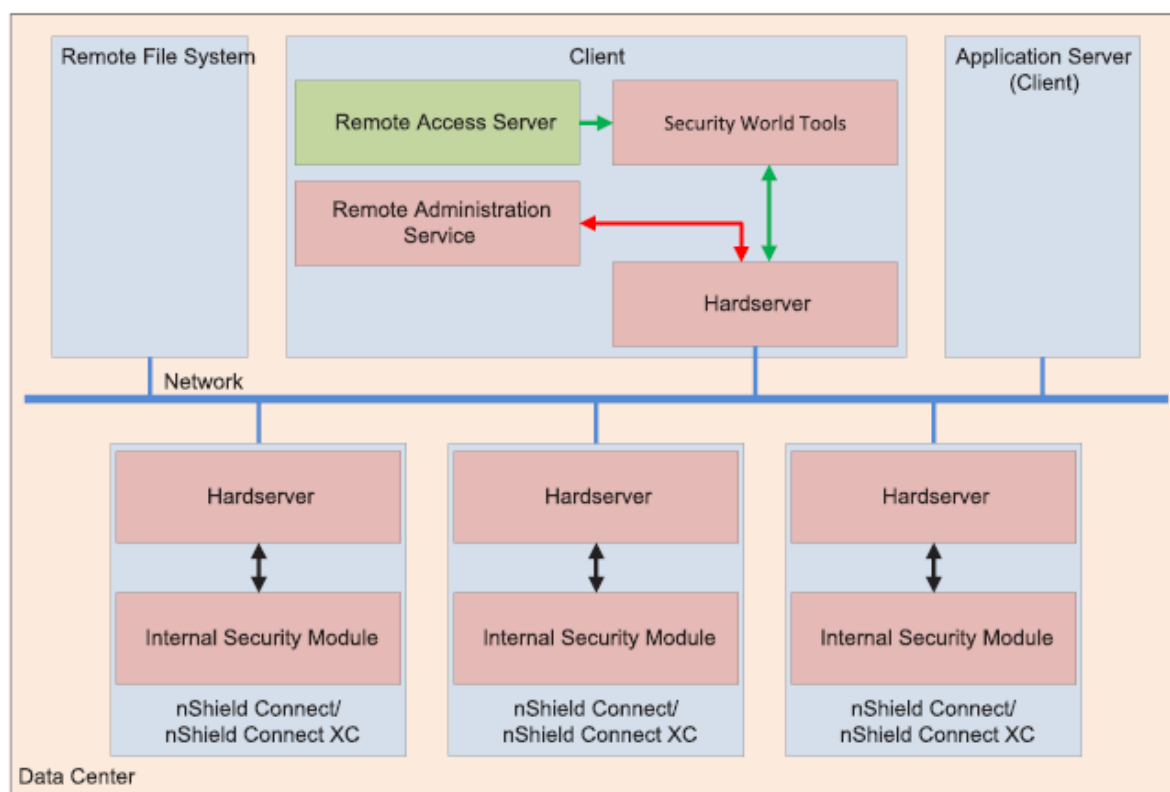 Remote File System
Client
Application Server
(Client)
Remote Access Server
Security World Tools
Remote Administration
Service
Hardserver
Network
Hardserver
Hardserver
Hardserver
Internal Security Module
Internal Security Module
Internal Security Module
nShield Connect/
nShield Connect XC
nShield Connect/
nShield Connect XC
nShield Connect/
nShield Connect XC
Data Center